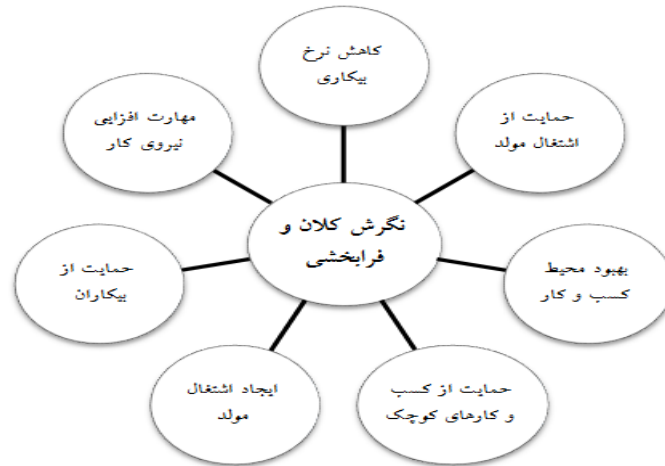 کاهش نرخ
بیکاری
حمایت از
اشتغال مولد
بهبود محیط
کسب و کار
حمایت از کسب
و کارهای کوچک
ایجاد اشتغال
مولد
حمایت از
بیکاران
مهارت افزایی
نیروی کار
نگرش کلان و
فرابخشی